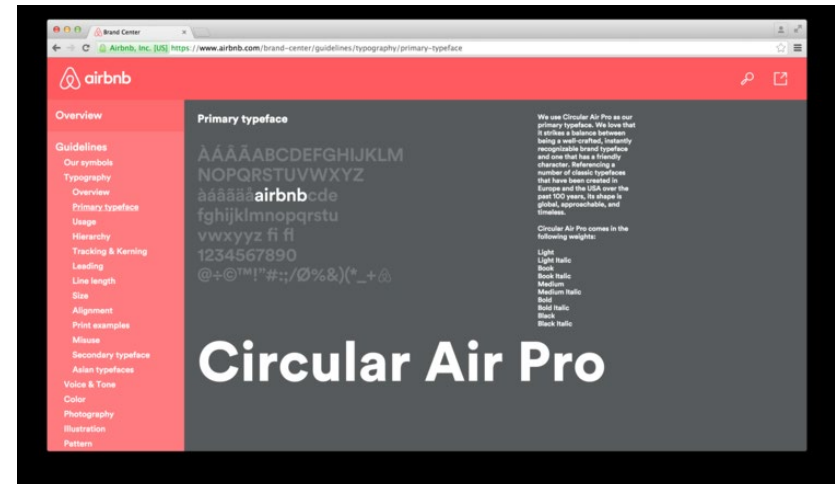 Brand Center
Airbnb, Inc. [US] https://www.airbnb.com/brand-center/guidelines/typography/primary-typeface
airbnb
Overview
Guidelines
Our symbols
Typography
Overview
Primary typeface
Usage
Hierarchy
Tracking & Kerning
Leading
Line length
Size
Alignment
Print examples
Misuse
Secondary typeface
Asian typefaces
Voice & Tone
Color
Photography
Illustration
Pattern
Primary typeface
ÀÁÂÃABCDEFGHIJKLM
NOPQRSTUVWXYZ
àáâãäåairbnbcde
fghijklmnopqrstu
vwxyyz fi fl
1234567890
@÷©™!”#:;/Ø%&)(*_+
We use Circular Air Pro as our
primary typeface. We love that
it strikes a balance between
being a well-crafted, instantly
recognizable brand typeface
and one that has a friendly
character. Referencing a
number of classic typefaces
that have been created in
Europe and the USA over the
past 100 years, its shape is
global, approachable, and
timeless.
Circular Air Pro comes in the
following weights:
Light
Light Italic
Book
Book Italic
Medium
Medium Italic
Bold
Bold Italic
Black
Black Italic
Circular Air Pro